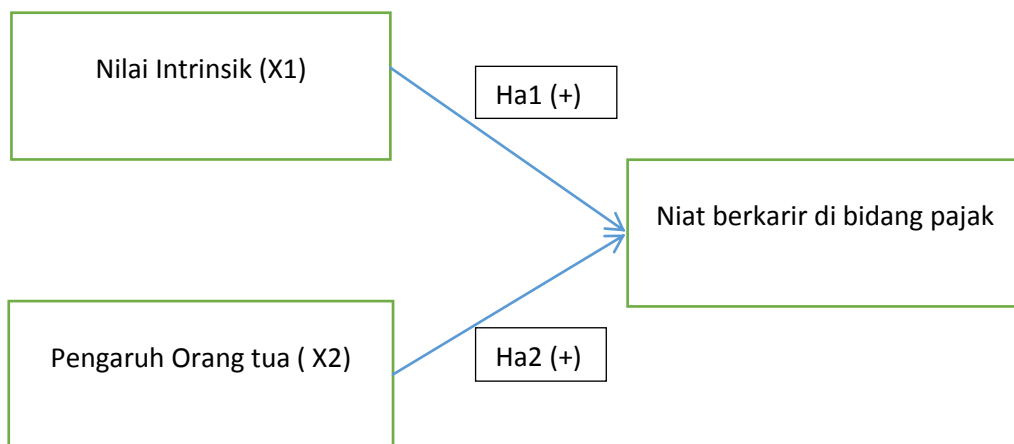 Nilai Intrinsik (X1)
Ha1 (+)
Niat berkarir di bidang pajak
Pengaruh Orang tua ( X2)
Ha2 (+)